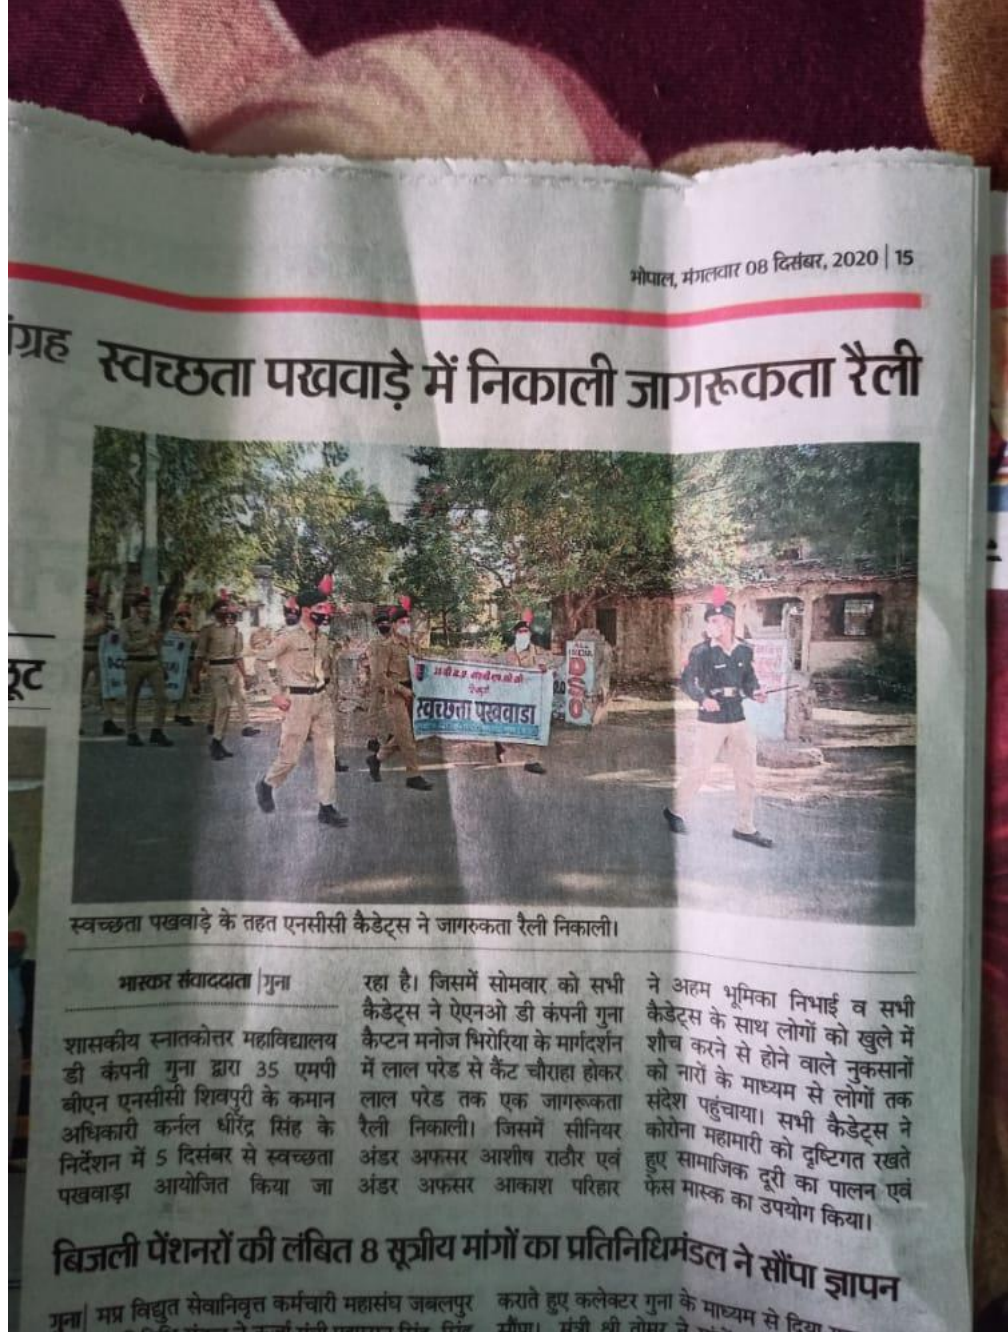 भोपाल, मंगलवार 08 दिसंबर, 2020 | 15
स्वच्छता पखवाड़े में निकाली जागरूकता रैली
स्वच्छता पखवाडा
ALL INDIA
DSO
स्वच्छता पखवाड़े के तहत एनसीसी कैडेट्स ने जागरुकता रैली निकाली।
भास्कर संवाददाता | गुना
शासकीय स्नातकोत्तर महाविद्यालय
डी कंपनी गुना द्वारा 35 एमपी
बीएन एनसीसी शिवपुरी के कमान
अधिकारी कर्नल धीरेंद्र सिंह के
निर्देशन में 5 दिसंबर से स्वच्छता
पखवाड़ा आयोजित किया जा
रहा है। जिसमें सोमवार को सभी
कैडेट्स ने ऐएनओ डी कंपनी गुना
कैप्टन मनोज भिरोरिया के मार्गदर्शन
में लाल परेड से कैंट चौराहा होकर
लाल परेड तक एक जागरूकता
रैली निकाली। जिसमें सीनियर
अंडर अफसर आशीष राठौर एवं
अंडर अफसर आकाश परिहार
ने अहम भूमिका निभाई व सभी
कैडेट्स के साथ लोगों को खुले में
शौच करने से होने वाले नुकसानों
को नारों के माध्यम से लोगों तक
संदेश पहुंचाया। सभी कैडेट्स ने
कोरोना महामारी को दृष्टिगत रखते
हुए सामाजिक दूरी का पालन एवं
फेस मास्क का उपयोग किया।
बिजली पेंशनरों की लंबित 8 सूत्रीय मांगों का प्रतिनिधिमंडल ने सौंपा ज्ञापन
गुना| मप्र विद्युत सेवानिवृत्त कर्मचारी महासंघ जबलपुर
कराते हुए कलेक्टर गुना के माध्यम से दिया